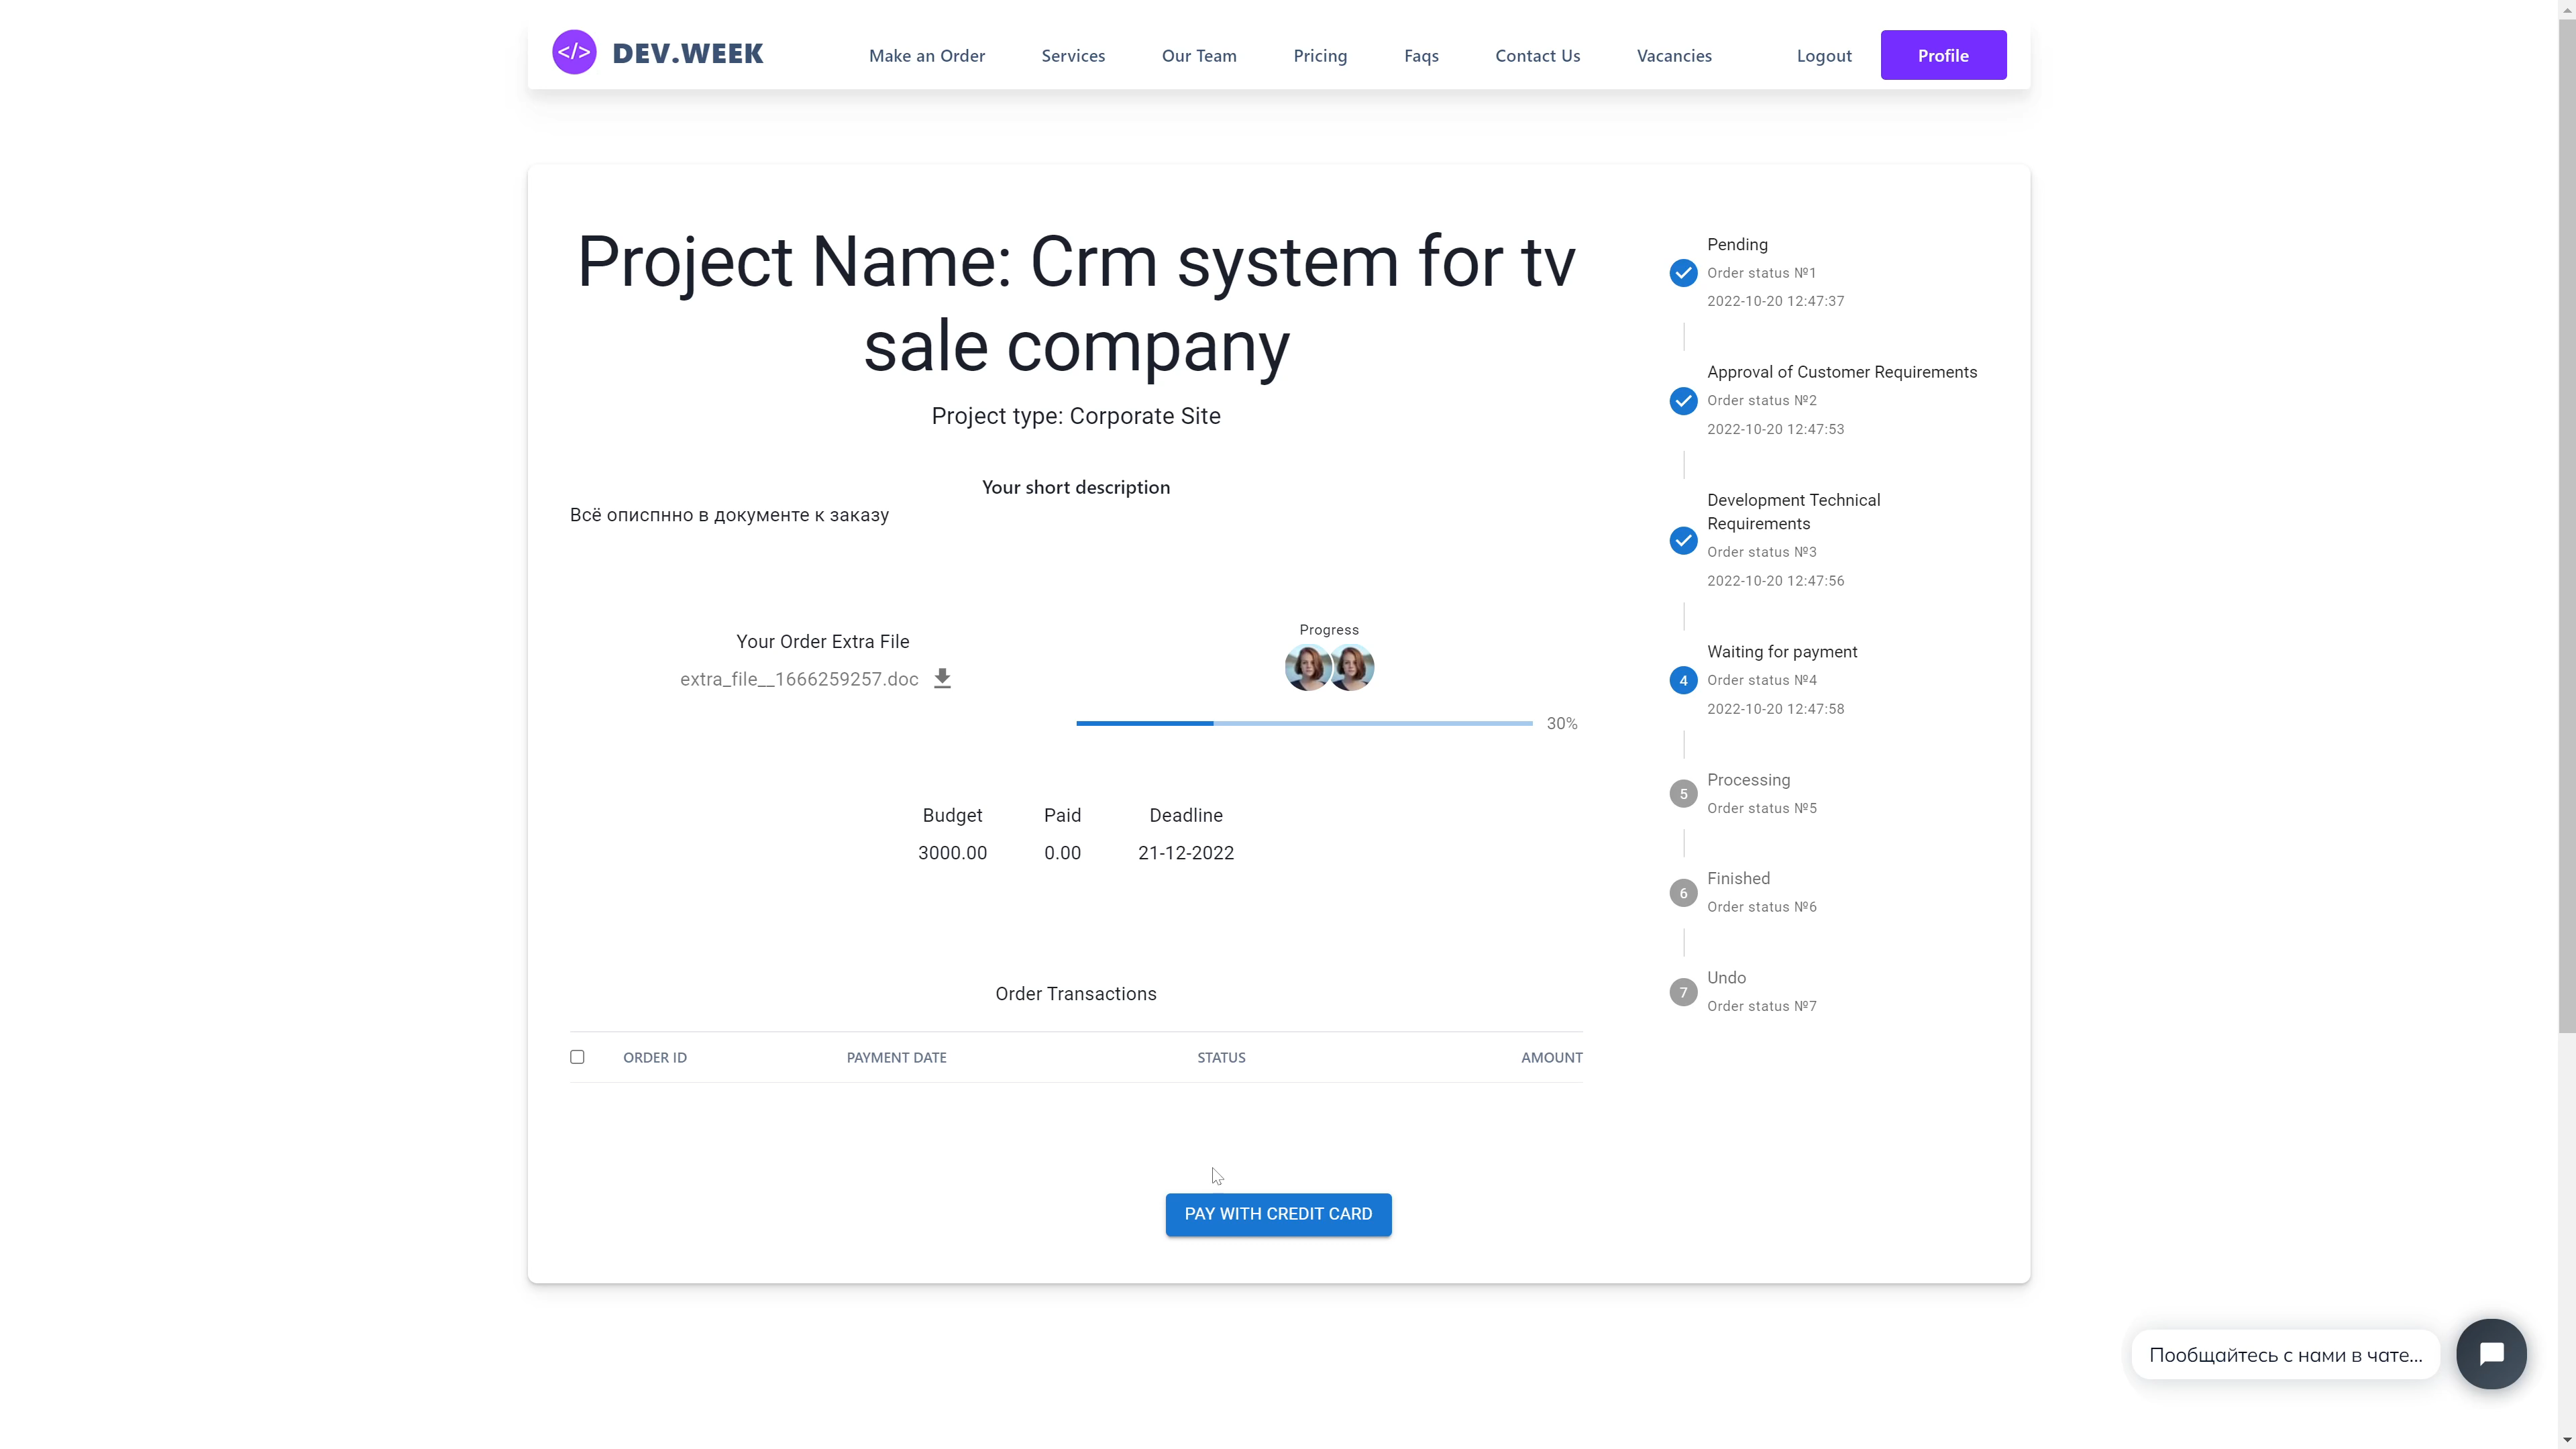 </> DEV.WEEK
Make an Order Services Our Team Pricing Faqs Contact Us Vacancies Logout Profile
Project Name: Crm system for tv
sale company
Project type: Corporate Site
Your short description
Всё описпнно в документе к заказу
Your Order Extra File
extra_file__1666259257.doc
Progress
30%
Budget Paid Deadline
3000.00 0.00 21-12-2022
Order Transactions
ORDER ID PAYMENT DATE STATUS AMOUNT
PAY WITH CREDIT CARD
Pending
Order status №1
2022-10-20 12:47:37
Approval of Customer Requirements
Order status №2
2022-10-20 12:47:53
Development Technical
Requirements
Order status №3
2022-10-20 12:47:56
Waiting for payment
4 Order status №4
2022-10-20 12:47:58
Processing
5
Order status №5
Finished
6
Order status №6
Undo
7
Order status №7
Пообщайтесь с нами в чате...